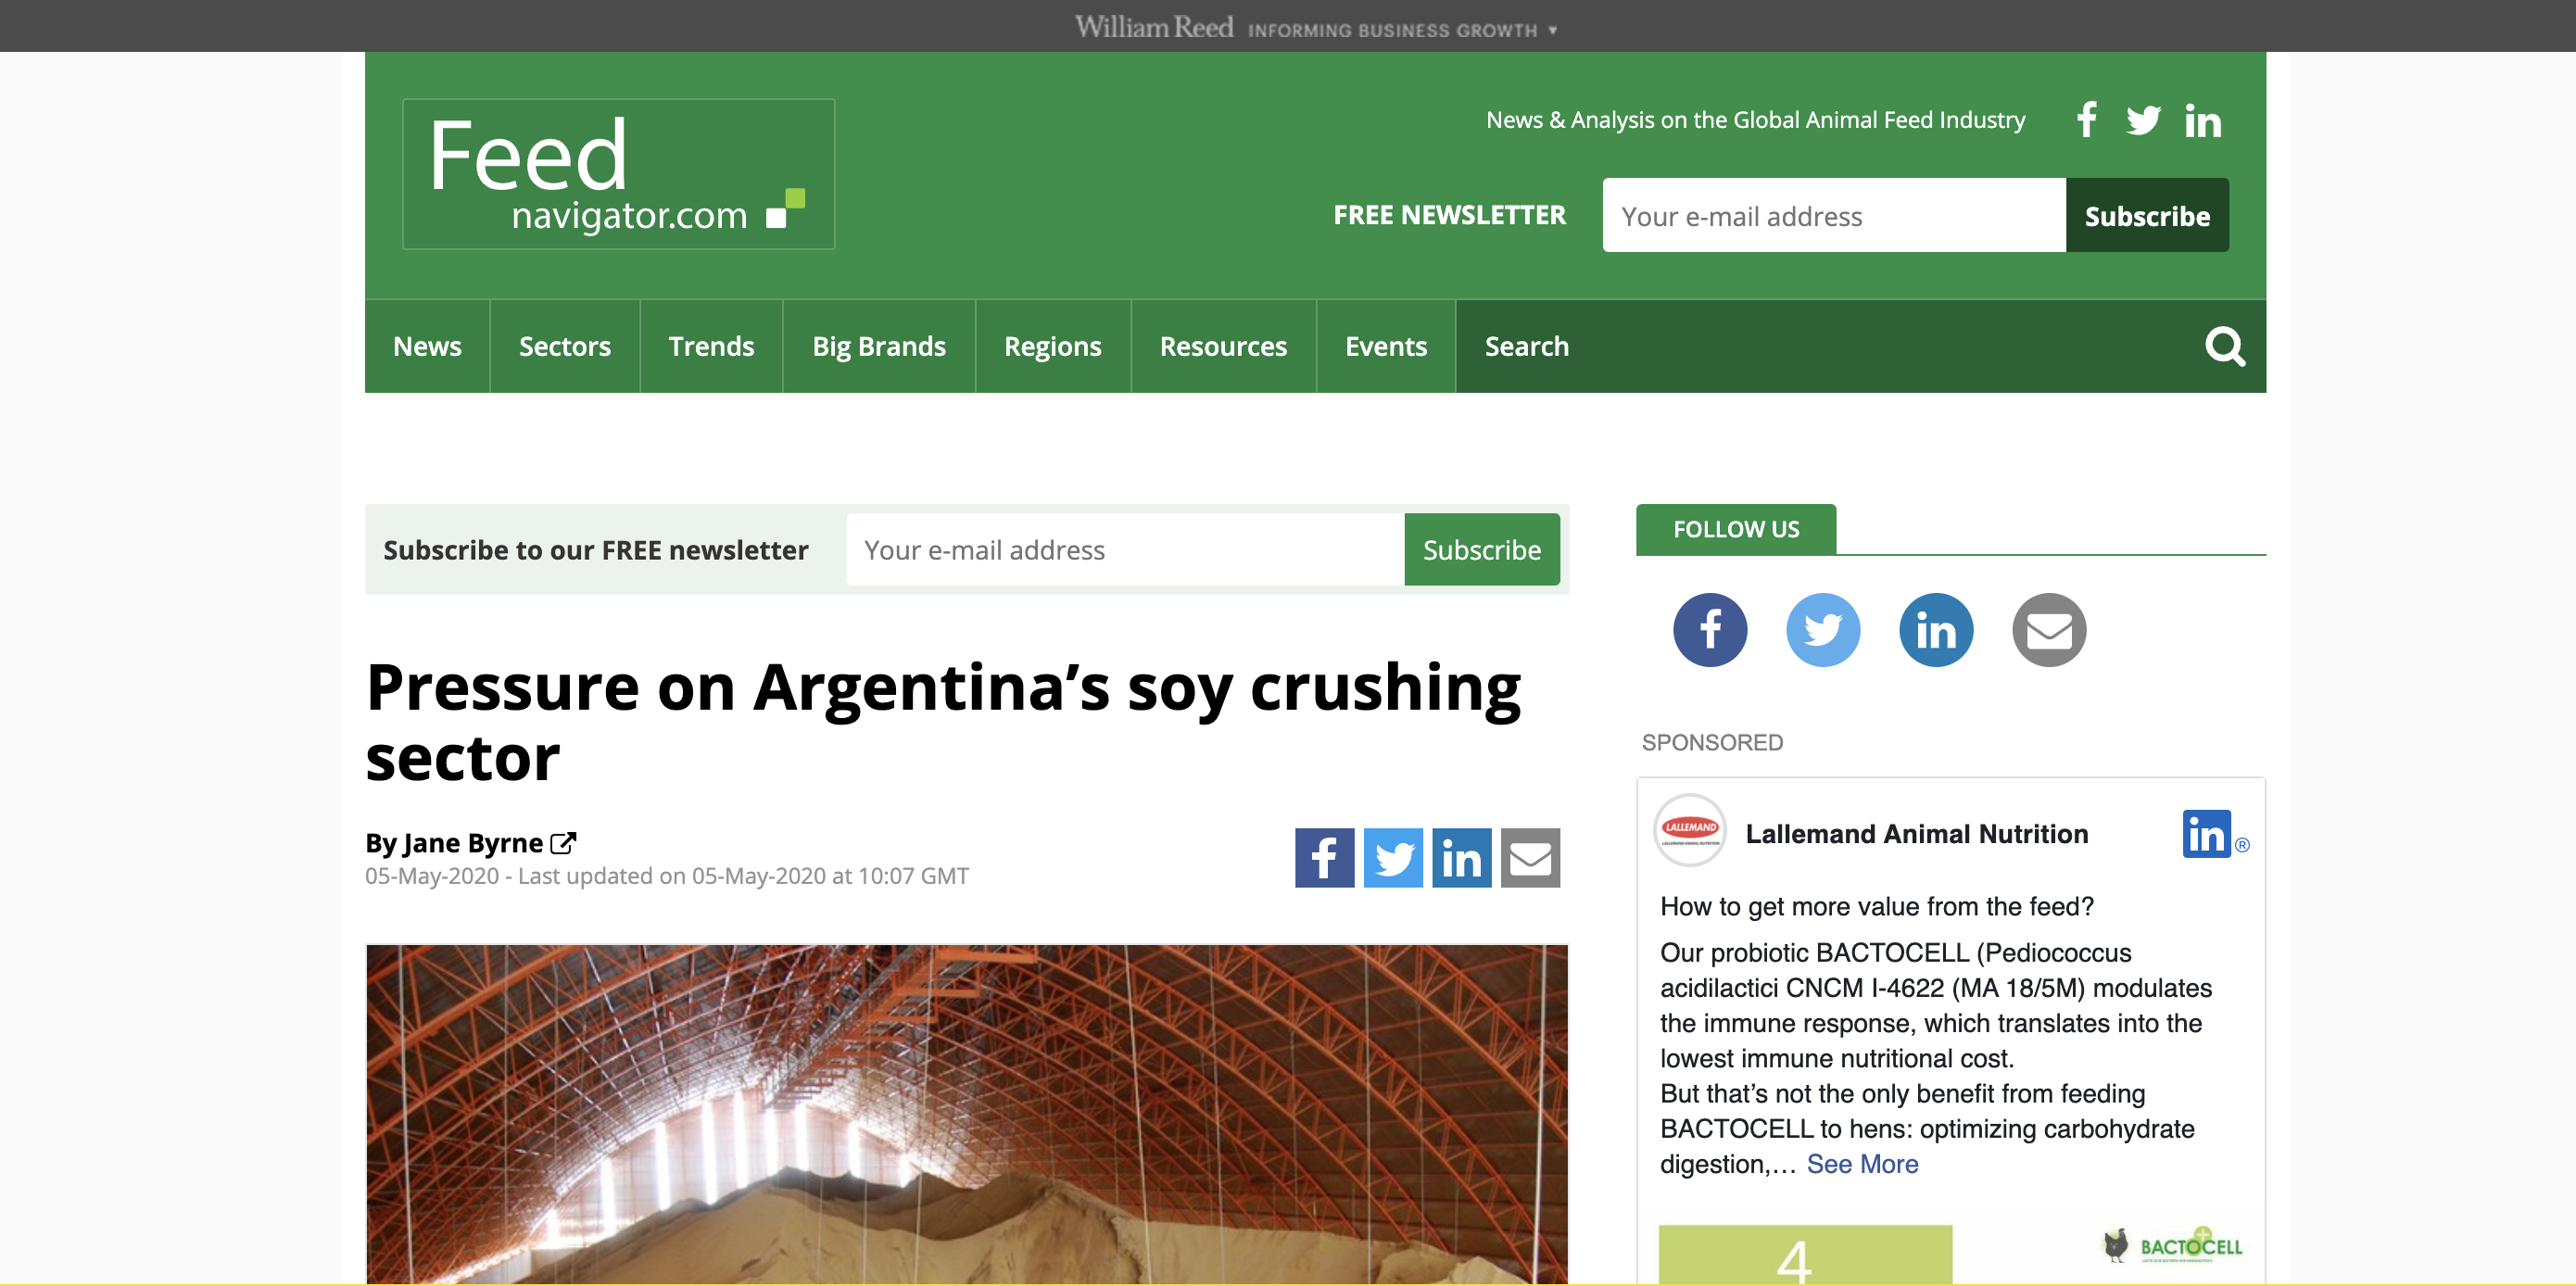 William Reed INFORMING BUSINESS GROWTH ▼
Feed
navigator.com
News & Analysis on the Global Animal Feed Industry
FREE NEWSLETTER
Your e-mail address
Subscribe
News
Sectors
Trends
Big Brands
Regions
Resources
Events
Search
Subscribe to our FREE newsletter
Your e-mail address
Subscribe
Pressure on Argentina’s soy crushing
sector
By Jane Byrne
05-May-2020 - Last updated on 05-May-2020 at 10:07 GMT
FOLLOW US
SPONSORED
LALLEMAND
Lallemand Animal Nutrition
in ®
How to get more value from the feed?
Our probiotic BACTOCELL (Pediococcus
acidilactici CNCM I-4622 (MA 18/5M) modulates
the immune response, which translates into the
lowest immune nutritional cost.
But that’s not the only benefit from feeding
BACTOCELL to hens: optimizing carbohydrate
digestion,... See More
4
BACTOCELL